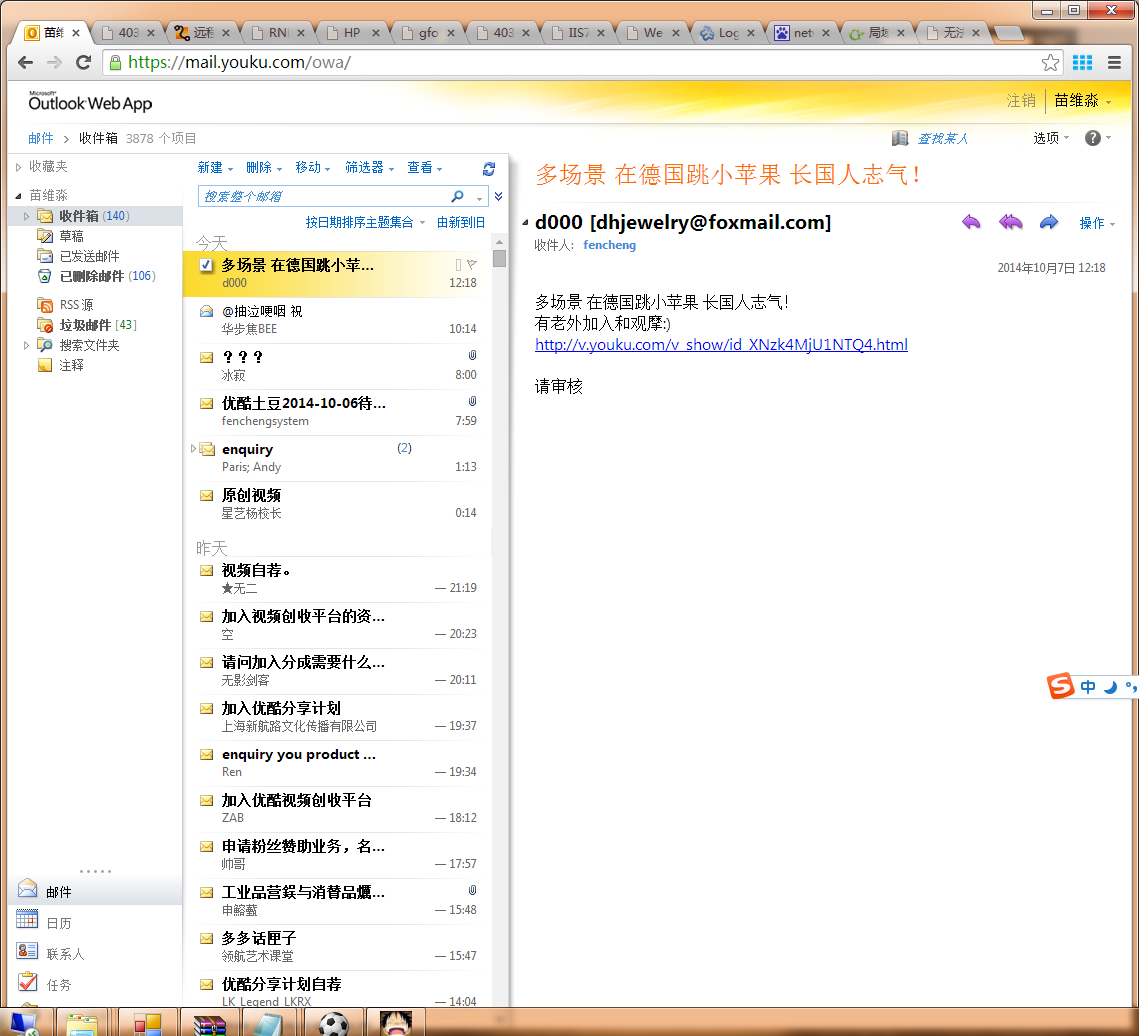 苗维
403
远程
RNI
HP
gfo
403
IIS7
We
Log
net
局域
无法
https://mail.youku.com/owa/
Microsoft®
Outlook Web App
注销
苗维淼
邮件 > 收件箱 3878 个项目
查找某人
选项
收藏夹
苗维淼
收件箱 (140)
草稿
已发送邮件
已删除邮件 (106)
RSS 源
垃圾邮件 [43]
搜索文件夹
注释
邮件
日历
联系人
任务
新建 删除 移动 筛选器 查看
搜索整个邮箱
按日期排序主题集合 由新到旧
今天
多场景 在德国跳小苹...
d000 12:18
@抽泣哽咽 祝
华步焦BEE 10:14
？？？
冰寂 8:00
优酷土豆2014-10-06待...
fenchengsystem 7:59
enquiry (2)
Paris; Andy 1:13
原创视频
星艺杨校长 0:14
昨天
视频自荐。
★无二 — 21:19
加入视频创收平台的资...
空 — 20:23
请问加入分成需要什么...
无影剑客 — 20:11
加入优酷分享计划
上海新航路文化传播有限公司 — 19:37
enquiry you product ...
Ren — 19:34
加入优酷视频创收平台
ZAB — 18:12
申请粉丝赞助业务，名...
帅哥 — 17:57
— 15:48
多多话匣子
领航艺术课堂 — 15:47
优酷分享计划自荐
LK_Legend_LKRX — 14:04
多场景 在德国跳小苹果 长国人志气！
d000 [dhjewelry@foxmail.com]
操作
收件人: fencheng
2014年10月7日 12:18
多场景 在德国跳小苹果 长国人志气！
有老外加入和观摩:)
http://v.youku.com/v_show/id_XNzk4MjU1NTQ4.html
请审核
中